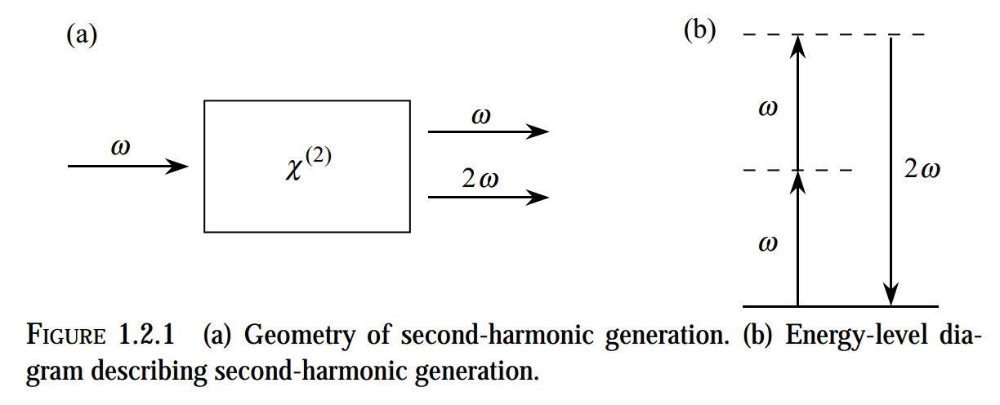 (a)
ω
χ(2)
ω
2ω
(b)
ω
2ω
ω
FIGURE 1.2.1 (a) Geometry of second-harmonic generation. (b) Energy-level dia-
gram describing second-harmonic generation.